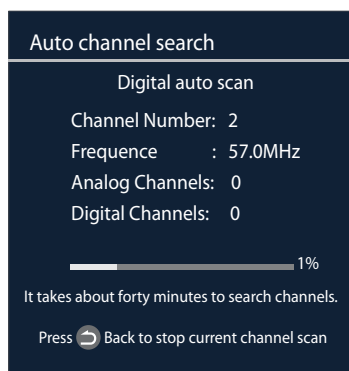 Auto channel search
Digital auto scan
Channel Number: 2
Frequence : 57.0MHz
Analog Channels: 0
Digital Channels: 0
1%
It takes about forty minutes to search channels.
Press Back to stop current channel scan